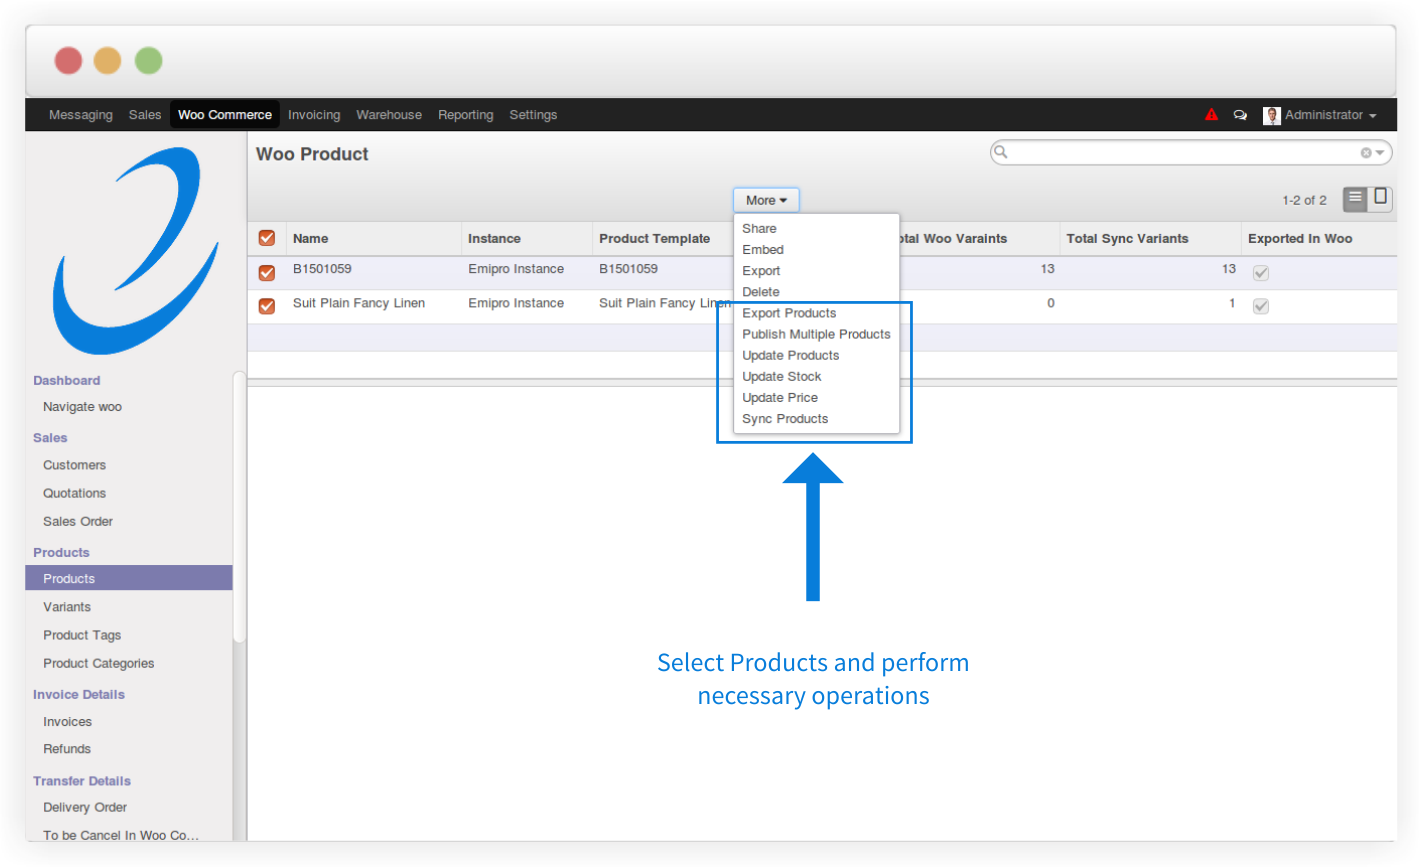 Messaging Sales Woo Commerce Invoicing Warehouse Reporting Settings Administrator
Woo Product
More
1-2 of 2
Share
Embed
Export
Delete
Export Products
Publish Multiple Products
Update Products
Update Stock
Update Price
Sync Products
Name Instance Product Template otal Woo Varaints Total Sync Variants Exported In Woo
B1501059 Emipro Instance B1501059 13 13
Suit Plain Fancy Linen Emipro Instance Suit Plain Fancy Linen 0 1
Dashboard
Navigate woo
Sales
Customers
Quotations
Sales Order
Products
Products
Variants
Product Tags
Product Categories
Invoice Details
Invoices
Refunds
Transfer Details
Delivery Order
To be Cancel In Woo Co...
Select Products and perform
necessary operations